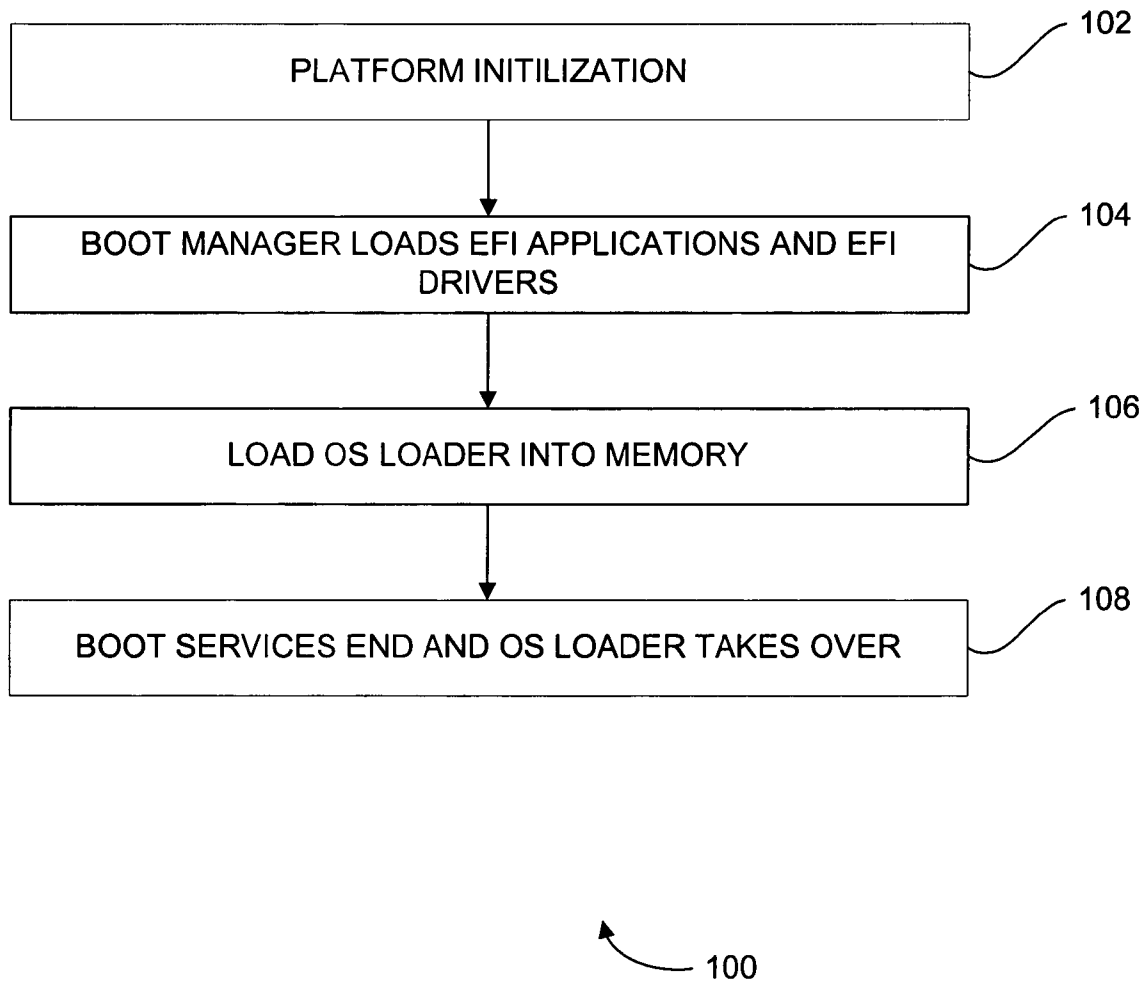 102
PLATFORM INITILIZATION
104
BOOT MANAGER LOADS EFI APPLICATIONS AND EFI
DRIVERS
106
LOAD OS LOADER INTO MEMORY
108
BOOT SERVICES END AND OS LOADER TAKES OVER
100